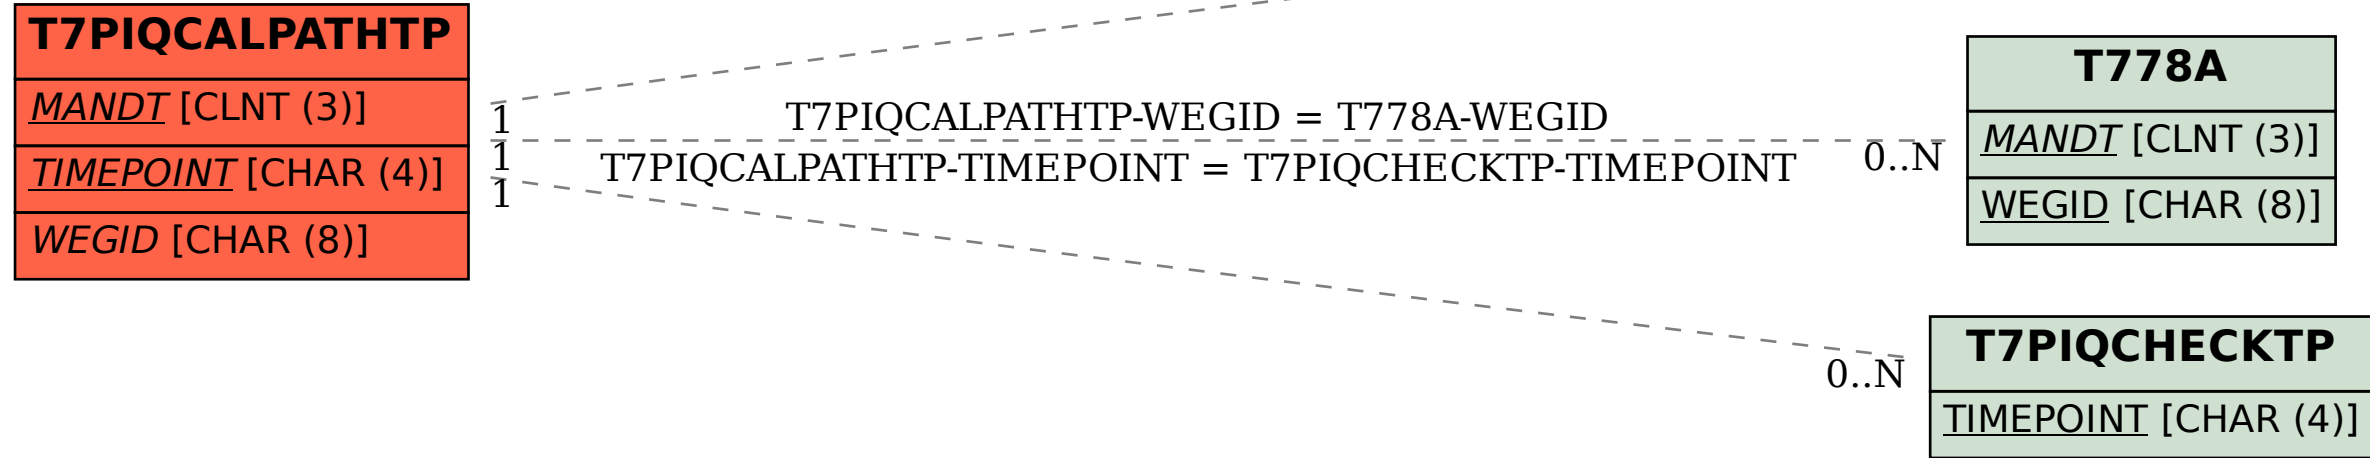 T7PIQCALPATHTP
MANDT [CLNT (3)]
TIMEPOINT [CHAR (4)]
WEGID [CHAR (8)]
1
1
1
T7PIQCALPATHTP-WEGID = T778A-WEGID
T7PIQCALPATHTP-TIMEPOINT = T7PIQCHECKTP-TIMEPOINT
0..N
0..N
T778A
MANDT [CLNT (3)]
WEGID [CHAR (8)]
T7PIQCHECKTP
TIMEPOINT [CHAR (4)]